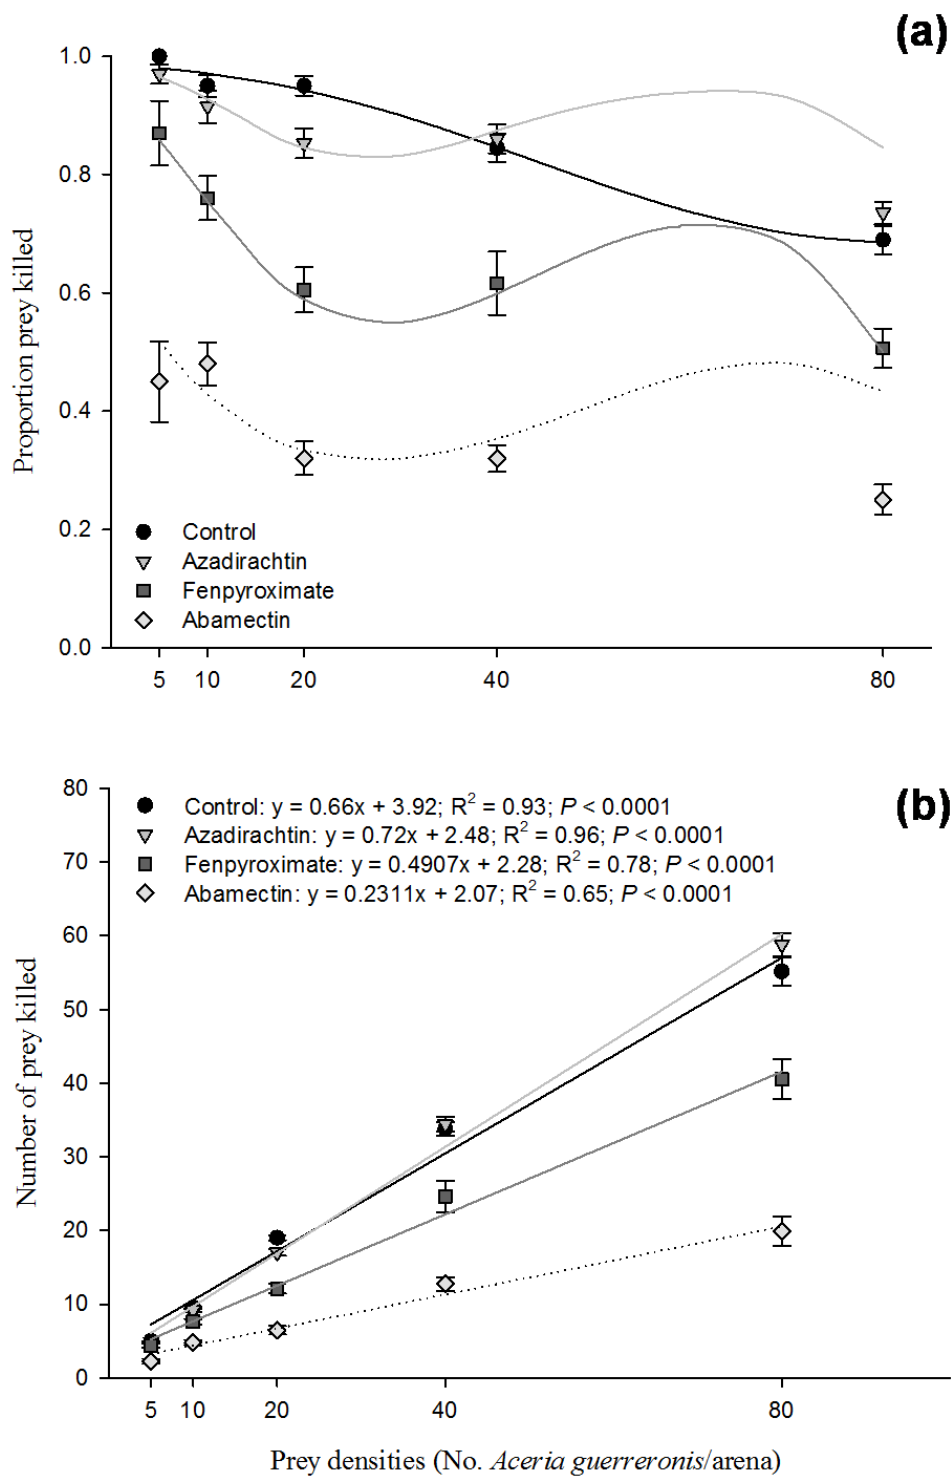 (a)
1.0
0.8
0.6
0.4
0.2
0.0
Proportion prey killed
Control
Azadirachtin
Fenpyroximate
Abamectin
5 10 20 40 80
(b)
80
70
60
50
40
30
20
10
0
Number of prey killed
Control: y = 0.66x + 3.92; R² = 0.93; P < 0.0001
Azadirachtin: y = 0.72x + 2.48; R² = 0.96; P < 0.0001
Fenpyroximate: y = 0.4907x + 2.28; R² = 0.78; P < 0.0001
Abamectin: y = 0.2311x + 2.07; R² = 0.65; P < 0.0001
5 10 20 40 80
Prey densities (No. Aceria guerreronis/arena)